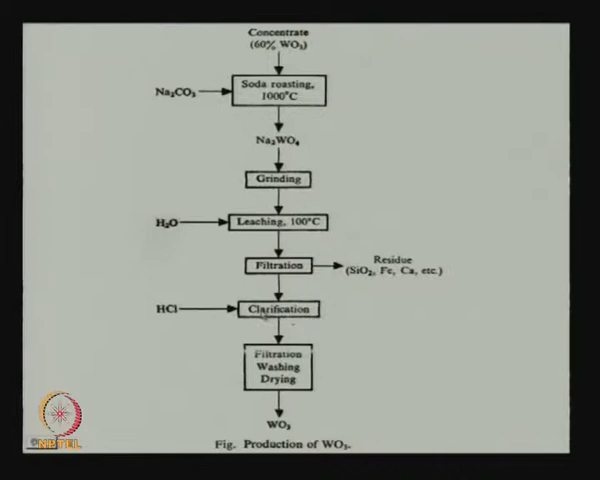 Concentrate
(60% WO₃)
Na₂CO₃
Soda roasting,
1000°C
Na₂WO₄
Grinding
H₂O
Leaching, 100°C
Filtration
Residue
(SiO₂, Fe, Ca, etc.)
HCl
Clarification
Filtration
Washing
Drying
WO₃
Fig. Production of WO₃.
NPTEL